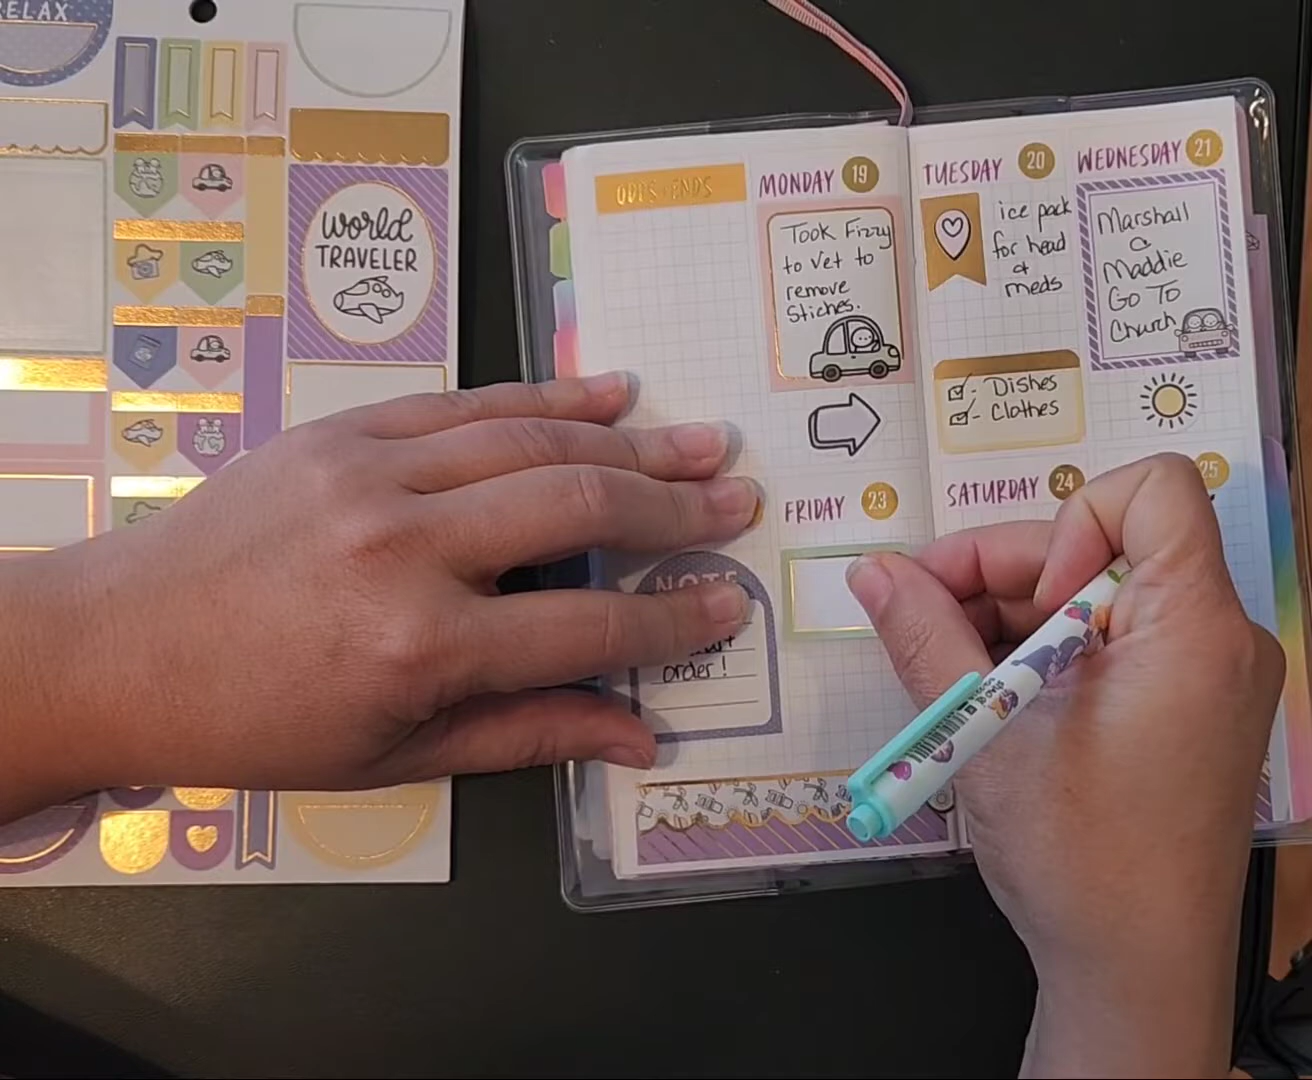 RELAX
world
TRAVELER
ODDS & ENDS
MONDAY 19
Took Fizzy
to vet to
remove
Stiches.
TUESDAY 20
ice pack
for head
&
meds
- Dishes
- Clothes
WEDNESDAY 21
Marshall
&
Maddie
Go To
Church
FRIDAY 23
SATURDAY 24
25
NOTE
order!